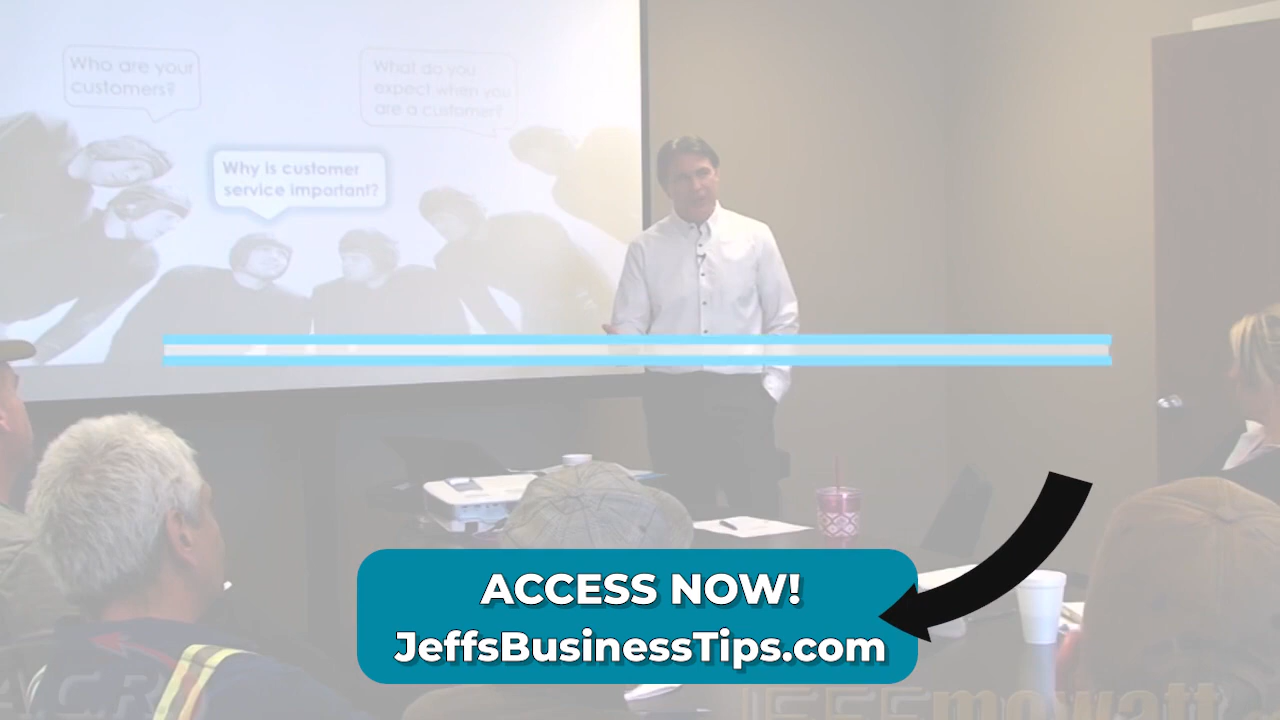 Who are your
customers?
What do you
expect when you
are a customer?
Why is customer
service important?
ACCESS NOW!
JeffsBusinessTips.com
JEFFmowatt